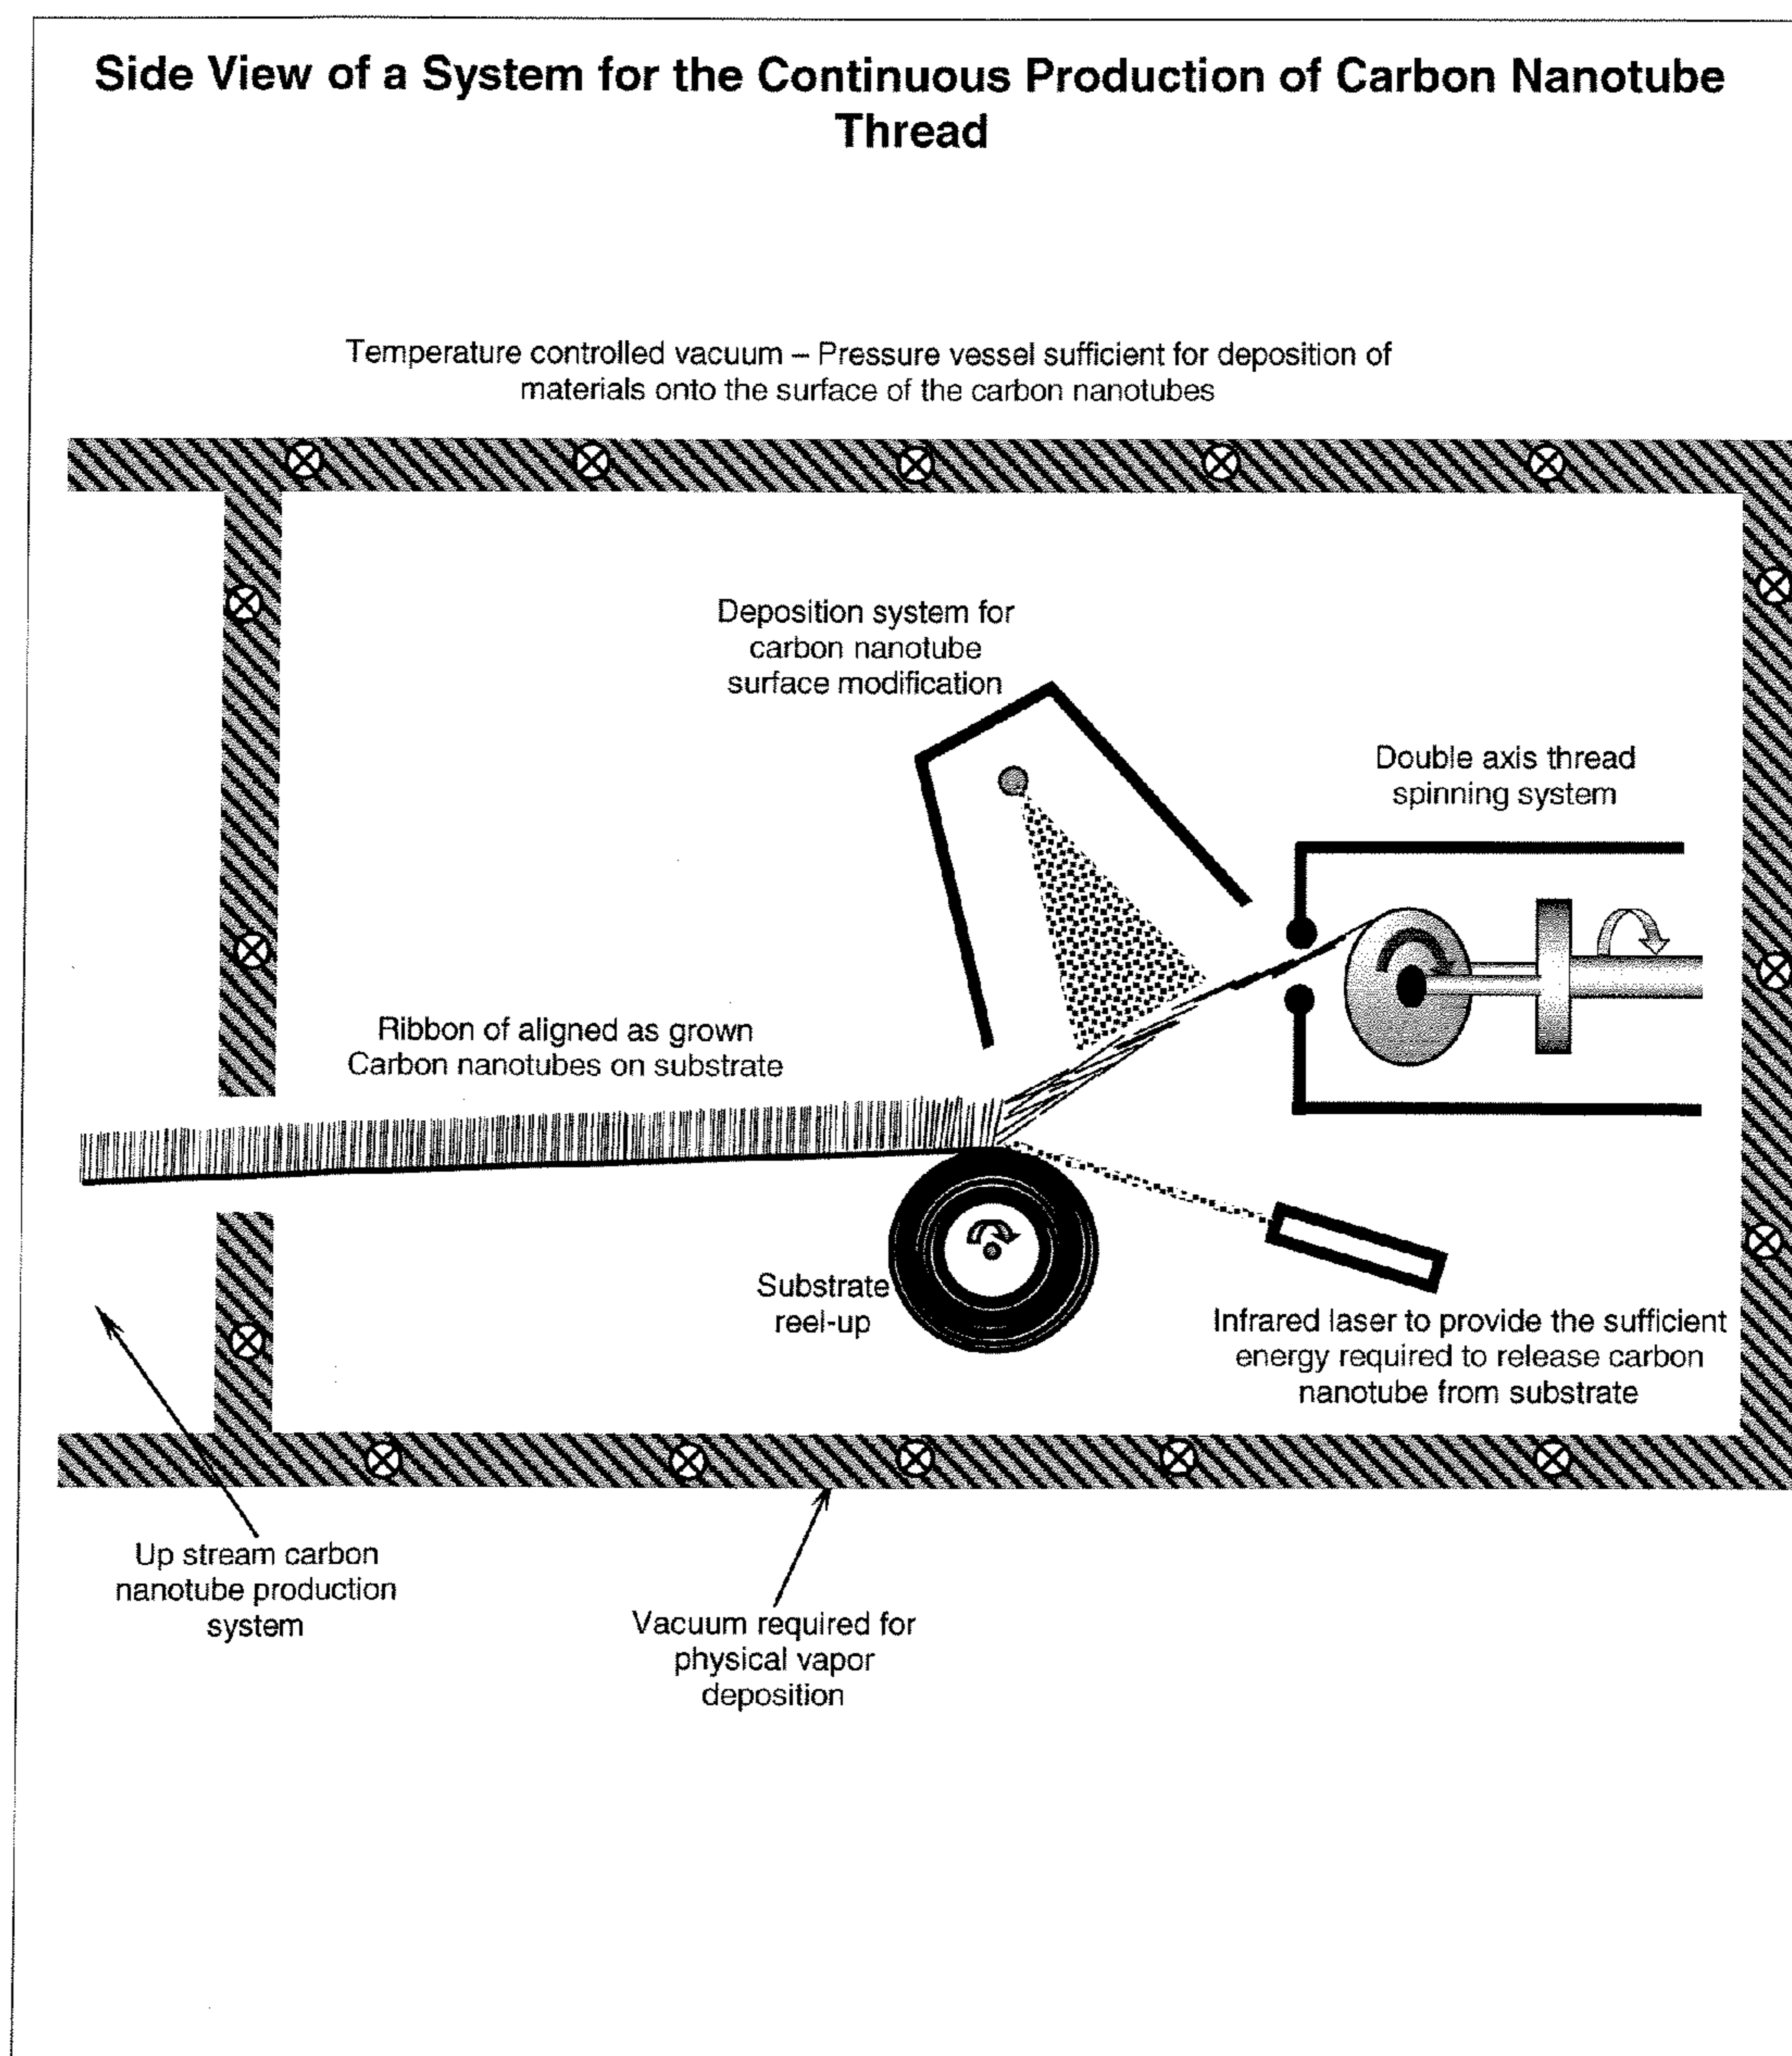 Side View of a System for the Continuous Production of Carbon Nanotube
Thread
Temperature controlled vacuum – Pressure vessel sufficient for deposition of
materials onto the surface of the carbon nanotubes
Deposition system for
carbon nanotube
surface modification
Double axis thread
spinning system
Ribbon of aligned as grown
Carbon nanotubes on substrate
Substrate
reel-up
Infrared laser to provide the sufficient
energy required to release carbon
nanotube from substrate
Up stream carbon
nanotube production
system
Vacuum required for
physical vapor
deposition